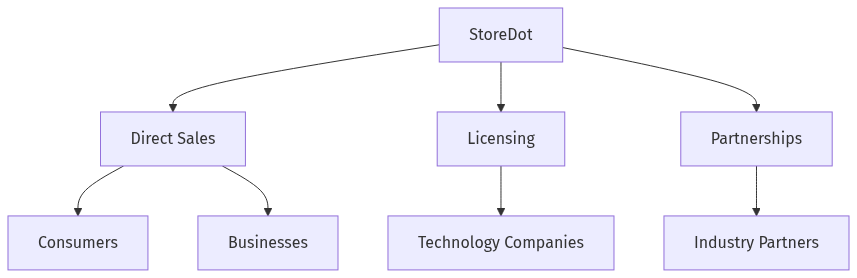 StoreDot
Direct Sales
Licensing
Partnerships
Consumers
Businesses
Technology Companies
Industry Partners